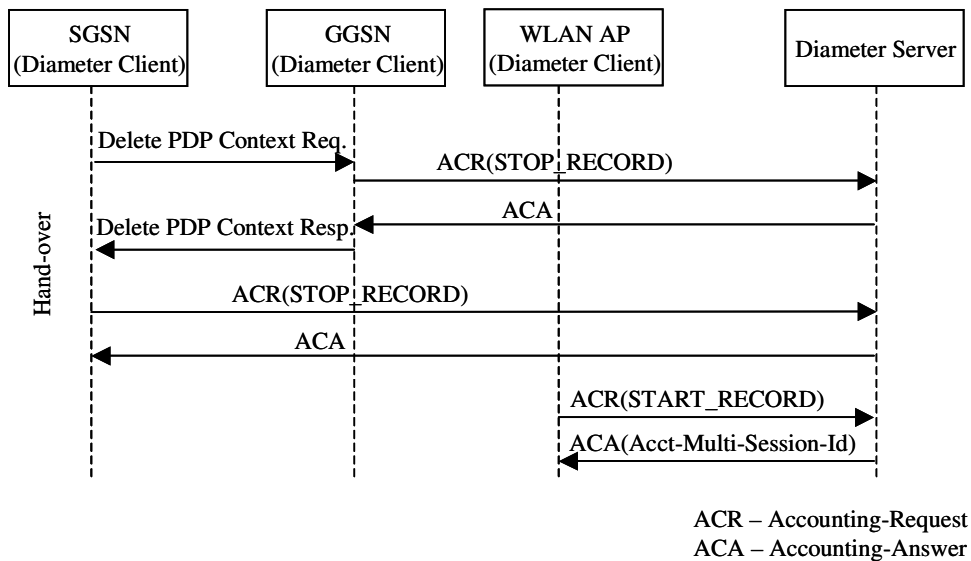 SGSN
(Diameter Client)
GGSN
(Diameter Client)
WLAN AP
(Diameter Client)
Diameter Server
Delete PDP Context Req.
ACR(STOP_RECORD)
ACA
Delete PDP Context Resp.
Hand-over
ACR(STOP_RECORD)
ACA
ACR(START_RECORD)
ACA(Acct-Multi-Session-Id)
ACR – Accounting-Request
ACA – Accounting-Answer